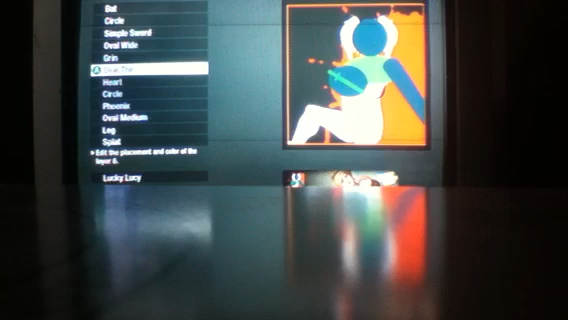 Bat
Circle
Simple Sword
Oval Wide
Grin
Heart
Circle
Phoenix
Oval Medium
Leg
Splat
Edit the placement and color of the
layer 6.
Lucky Lucy